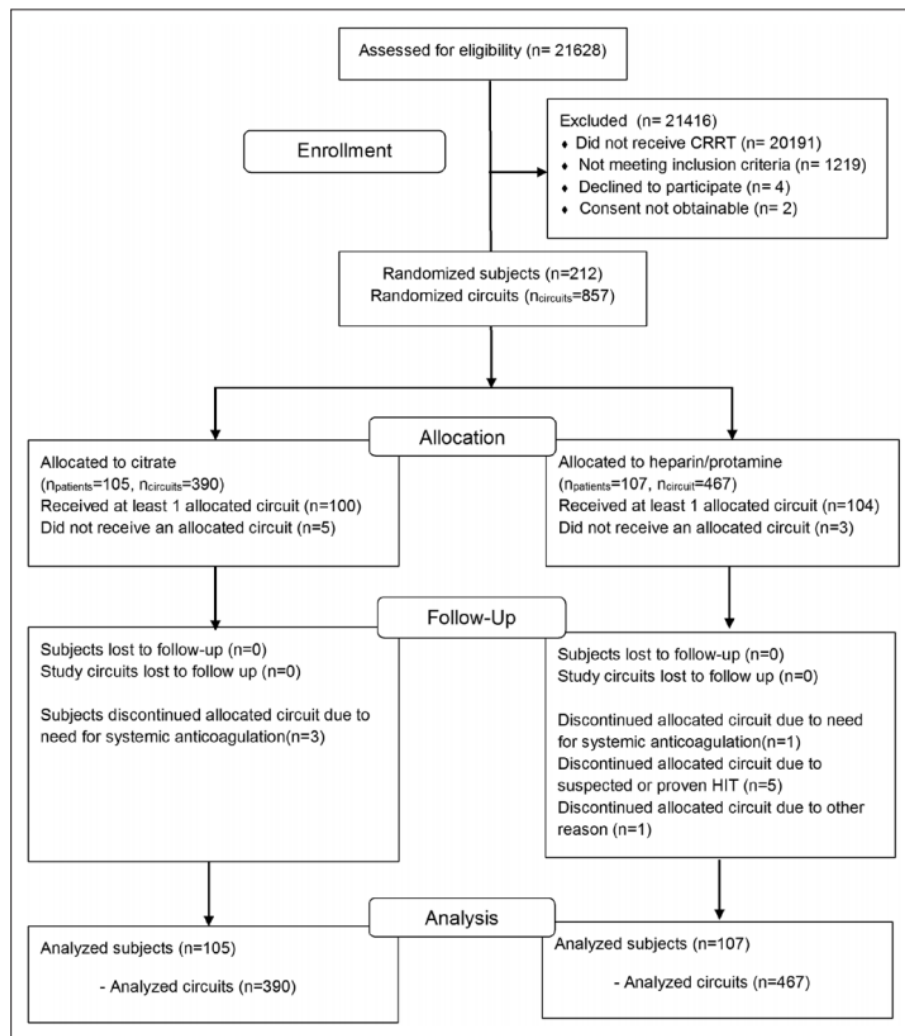 Assessed for eligibility (n= 21628)
Enrollment
Excluded (n= 21416)
♦ Did not receive CRRT (n= 20191)
♦ Not meeting inclusion criteria (n= 1219)
♦ Declined to participate (n= 4)
♦ Consent not obtainable (n= 2)
Randomized subjects (n=212)
Randomized circuits (ncircuits=857)
Allocation
Allocated to citrate
(npatients=105, ncircuits=390)
Received at least 1 allocated circuit (n=100)
Did not receive an allocated circuit (n=5)
Allocated to heparin/protamine
(npatients=107, ncircuit=467)
Received at least 1 allocated circuit (n=104)
Did not receive an allocated circuit (n=3)
Follow-Up
Subjects lost to follow-up (n=0)
Study circuits lost to follow up (n=0)
Subjects discontinued allocated circuit due to
need for systemic anticoagulation(n=3)
Subjects lost to follow-up (n=0)
Study circuits lost to follow up (n=0)
Discontinued allocated circuit due to need
for systemic anticoagulation(n=1)
Discontinued allocated circuit due to
suspected or proven HIT (n=5)
Discontinued allocated circuit due to other
reason (n=1)
Analysis
Analyzed subjects (n=105)
- Analyzed circuits (n=390)
Analyzed subjects (n=107)
- Analyzed circuits (n=467)